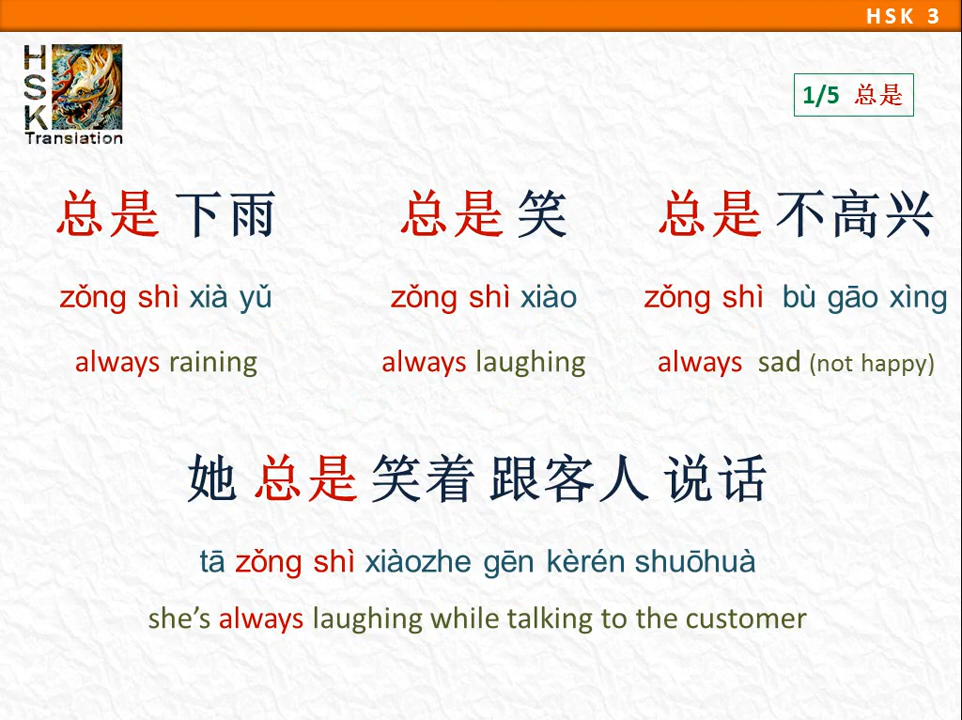 HSK 3
HSK
Translation
1/5 总是
总是 下雨
zǒng shì xià yǔ
always raining
总是 笑
zǒng shì xiào
always laughing
总是 不高兴
zǒng shì bù gāo xìng
always sad (not happy)
她 总是 笑着 跟客人 说话
tā zǒng shì xiàozhe gēn kèrén shuōhuà
she’s always laughing while talking to the customer